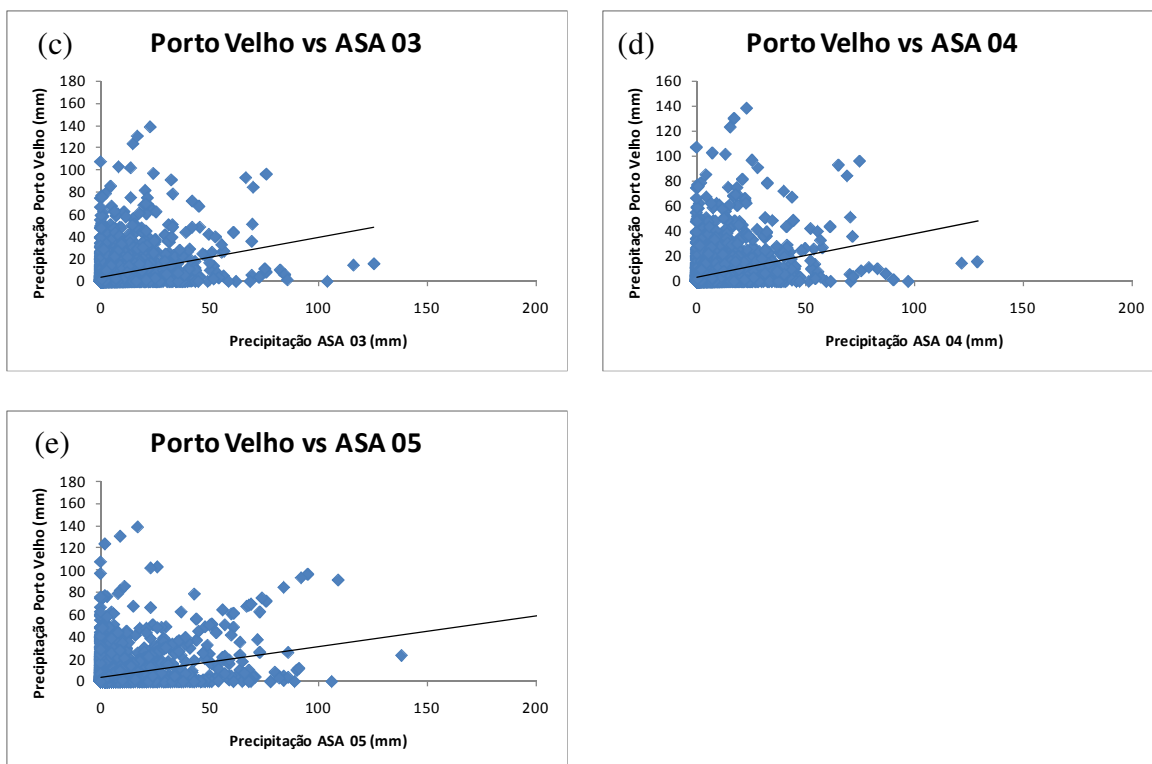 (c) Porto Velho vs ASA 03
Precipitação Porto Velho (mm)
180
160
140
120
100
80
60
40
20
0
0 50 100 150 200
Precipitação ASA 03 (mm)
(d) Porto Velho vs ASA 04
Precipitação Porto Velho (mm)
160
140
120
100
80
60
40
20
0
0 50 100 150 200
Precipitação ASA 04 (mm)
(e) Porto Velho vs ASA 05
Precipitação Porto Velho (mm)
180
160
140
120
100
80
60
40
20
0
0 50 100 150 200
Precipitação ASA 05 (mm)